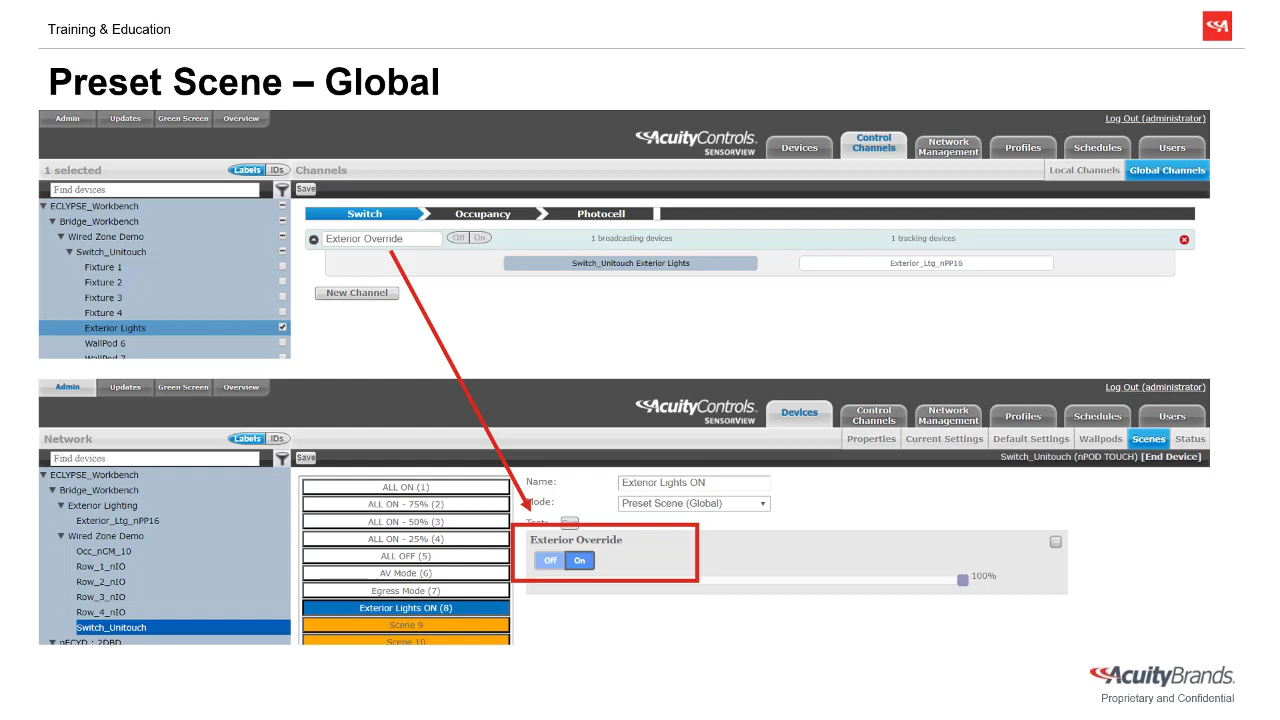 Training & Education
Preset Scene – Global
Admin Updates Green Screen Overview Log Out (administrator)
AcuityControls
SENSORVIEW
Devices Control Channels Network Management Profiles Schedules Users
1 selected Labels IDs Channels Local Channels Global Channels
Find devices Save
ECLYPSE_Workbench
Bridge_Workbench Switch Occupancy Photocell
Wired Zone Demo Exterior Override Off On 1 broadcasting devices 1 tracking devices
Switch_Unitouch
Fixture 1 Switch_Unitouch Exterior Lights Exterior_Ltg_nPP16
Fixture 2
Fixture 3 New Channel
Fixture 4
Exterior Lights
WallPod 6
WallPod 7
Admin Updates Green Screen Overview Log Out (administrator)
AcuityControls
SENSORVIEW
Devices Control Channels Network Management Profiles Schedules Users
Network Labels IDs Properties Current Settings Default Settings Wallpods Scenes Status
Find devices Save Switch_Unitouch (nPOD TOUCH) [End Device]
ECLYPSE_Workbench
Bridge_Workbench
Exterior Lighting
Exterior_Ltg_nPP16
Wired Zone Demo
Occ_nCM_10
Row_1_nIO
Row_2_nIO
Row_3_nIO
Row_4_nIO
Switch_Unitouch
nECYD : 2DBD
ALL ON (1)
ALL ON - 75% (2)
ALL ON - 50% (3)
ALL ON - 25% (4)
ALL OFF (5)
AV Mode (6)
Egress Mode (7)
Exterior Lights ON (8)
Scene 9
Scene 10
Name: Exterior Lights ON
Mode: Preset Scene (Global)
Test:
Exterior Override
Off On
100%
AcuityBrands.
Proprietary and Confidential